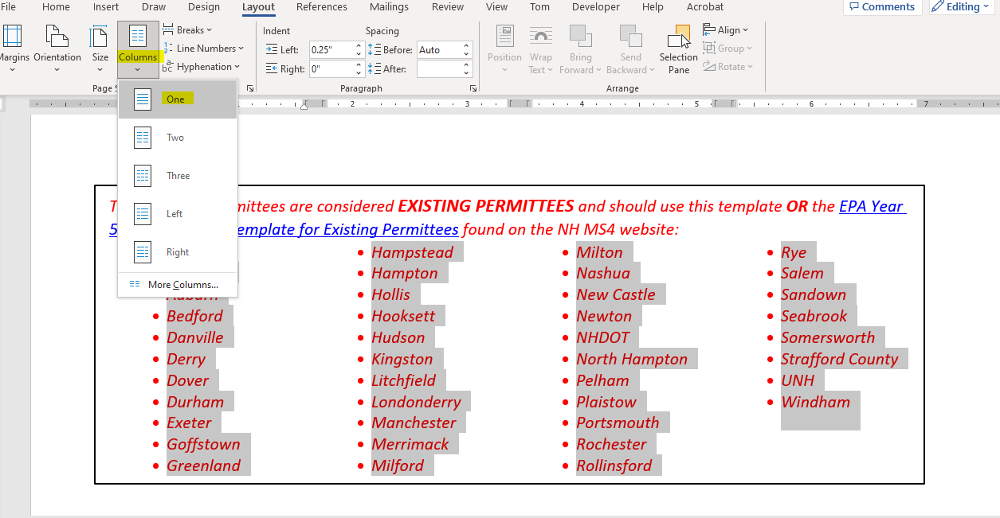 File Home Insert Draw Design Layout References Mailings Review View Tom Developer Help Acrobat Comments Editing
Margins Orientation Size Columns
Breaks
Line Numbers
Hyphenation
Page S
Indent Spacing
Left: 0.25" Before: Auto
Right: 0" After:
Paragraph
Position Wrap Text Bring Forward Send Backward Selection Pane
Align
Group
Rotate
Arrange
1 2 3 4 5 6 7
One
Two
Three
Left
Right
More Columns...
T mittees are considered EXISTING PERMITTEES and should use this template OR the EPA Year
5 emplate for Existing Permittees found on the NH MS4 website:
Auburn
• Bedford
• Danville
• Derry
• Dover
• Durham
• Exeter
• Goffstown
• Greenland
• Hampstead
• Hampton
• Hollis
• Hooksett
• Hudson
• Kingston
• Litchfield
• Londonderry
• Manchester
• Merrimack
• Milford
• Milton
• Nashua
• New Castle
• Newton
• NHDOT
• North Hampton
• Pelham
• Plaistow
• Portsmouth
• Rochester
• Rollinsford
• Rye
• Salem
• Sandown
• Seabrook
• Somersworth
• Strafford County
• UNH
• Windham